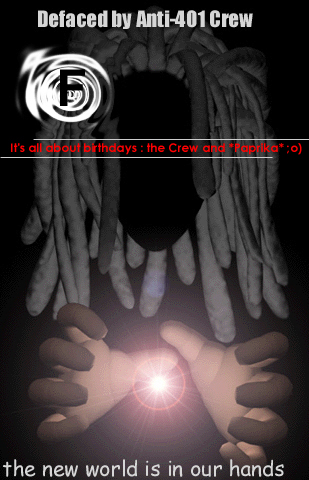 Defaced by Anti-401 Crew
F
It's all about birthdays : the Crew and *Paprika* ;o)
the new world is in our hands